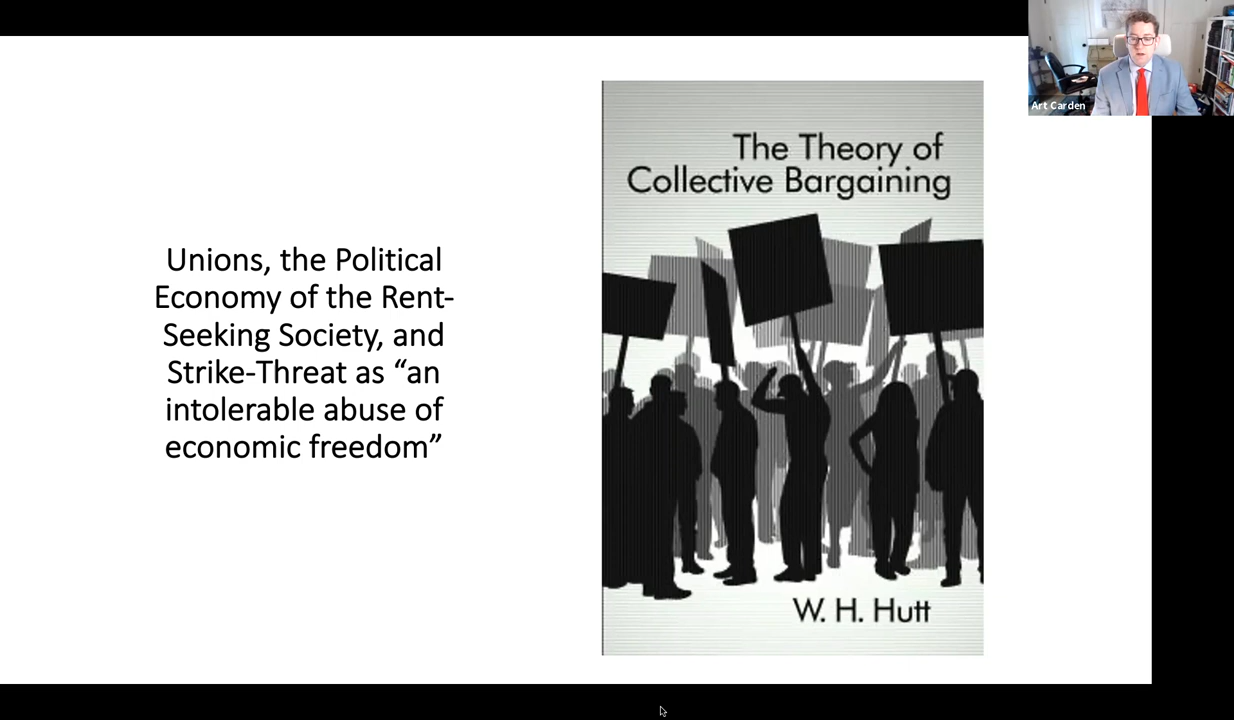 Art Carden
Unions, the Political
Economy of the Rent-
Seeking Society, and
Strike-Threat as “an
intolerable abuse of
economic freedom”
The Theory of
Collective Bargaining
W. H. Hutt